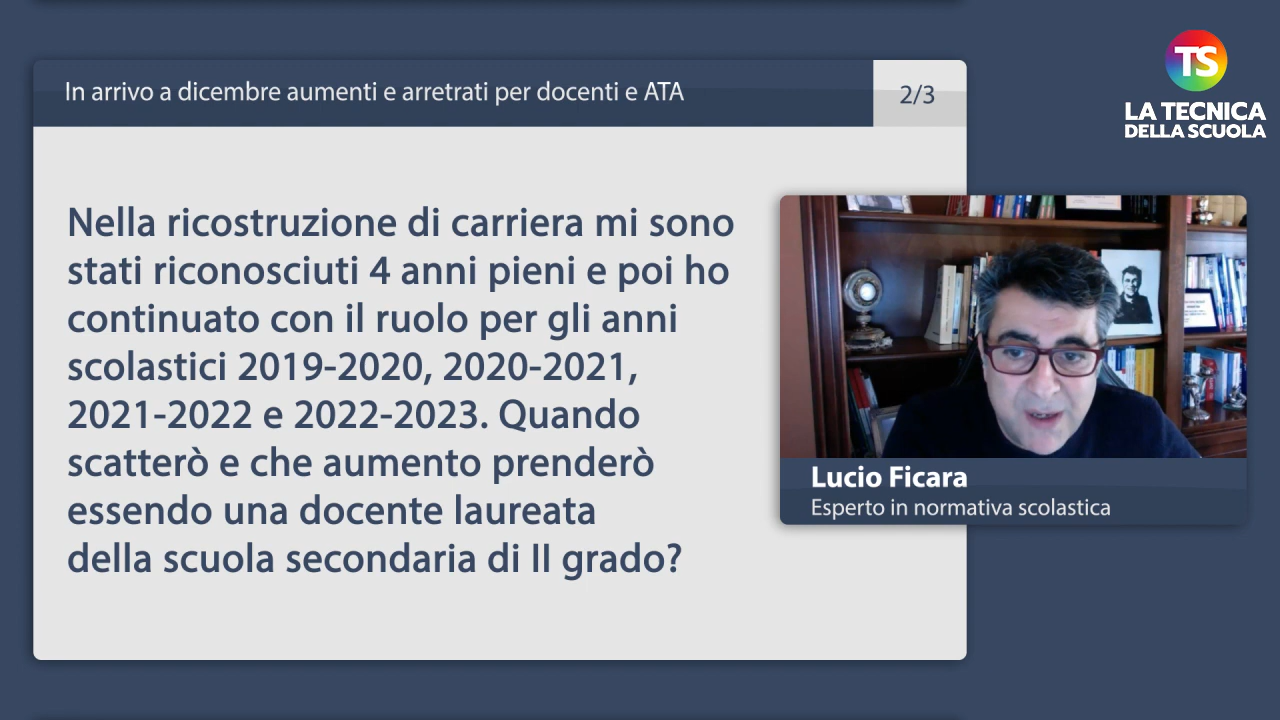 In arrivo a dicembre aumenti e arretrati per docenti e ATA
2/3
TS
LA TECNICA
DELLA SCUOLA
Nella ricostruzione di carriera mi sono
stati riconosciuti 4 anni pieni e poi ho
continuato con il ruolo per gli anni
scolastici 2019-2020, 2020-2021,
2021-2022 e 2022-2023. Quando
scatterò e che aumento prenderò
essendo una docente laureata
della scuola secondaria di II grado?
Lucio Ficara
Esperto in normativa scolastica